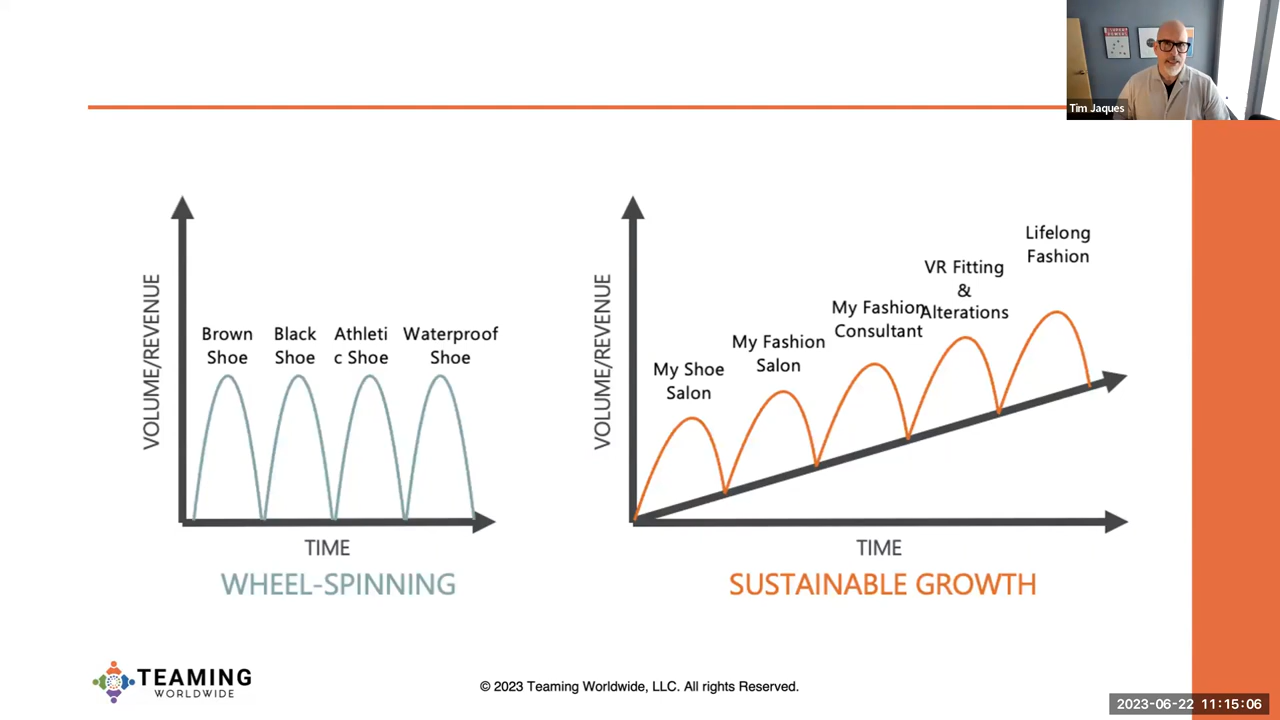 Tim Jaques
VOLUME/REVENUE
Brown
Shoe
Black
Shoe
Athleti
c Shoe
Waterproof
Shoe
TIME
WHEEL-SPINNING
VOLUME/REVENUE
My Shoe
Salon
My Fashion
Salon
My Fashion
Consultant
VR Fitting
&
Alterations
Lifelong
Fashion
TIME
SUSTAINABLE GROWTH
TEAMING
WORLDWIDE
© 2023 Teaming Worldwide, LLC. All rights Reserved.
2023-06-22 11:15:06